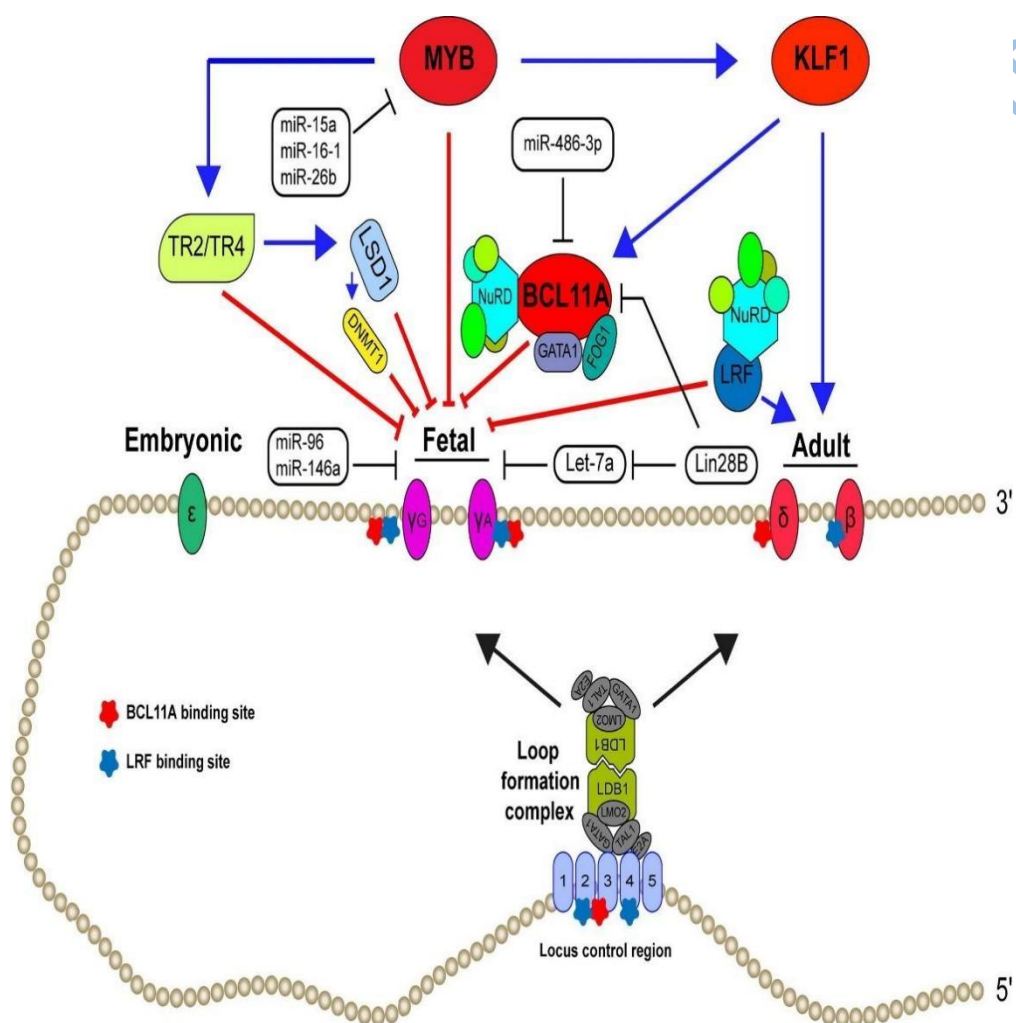 MYB
KLF1
miR-15a
miR-16-1
miR-26b
miR-486-3p
TR2/TR4
LSD1
DNMT1
NuRD
BCL11A
GATA1
FOG1
NuRD
LRF
Embryonic
miR-96
miR-146a
Fetal
Let-7a
Lin28B
Adult
ε
γG
γA
δ
β
3'
BCL11A binding site
LRF binding site
Loop
formation
complex
E2A
TAL1
GATA1
LMO2
LDB1
LDB1
LMO2
GATA1
TAL1
E2A
1 2 3 4 5
Locus control region
5'